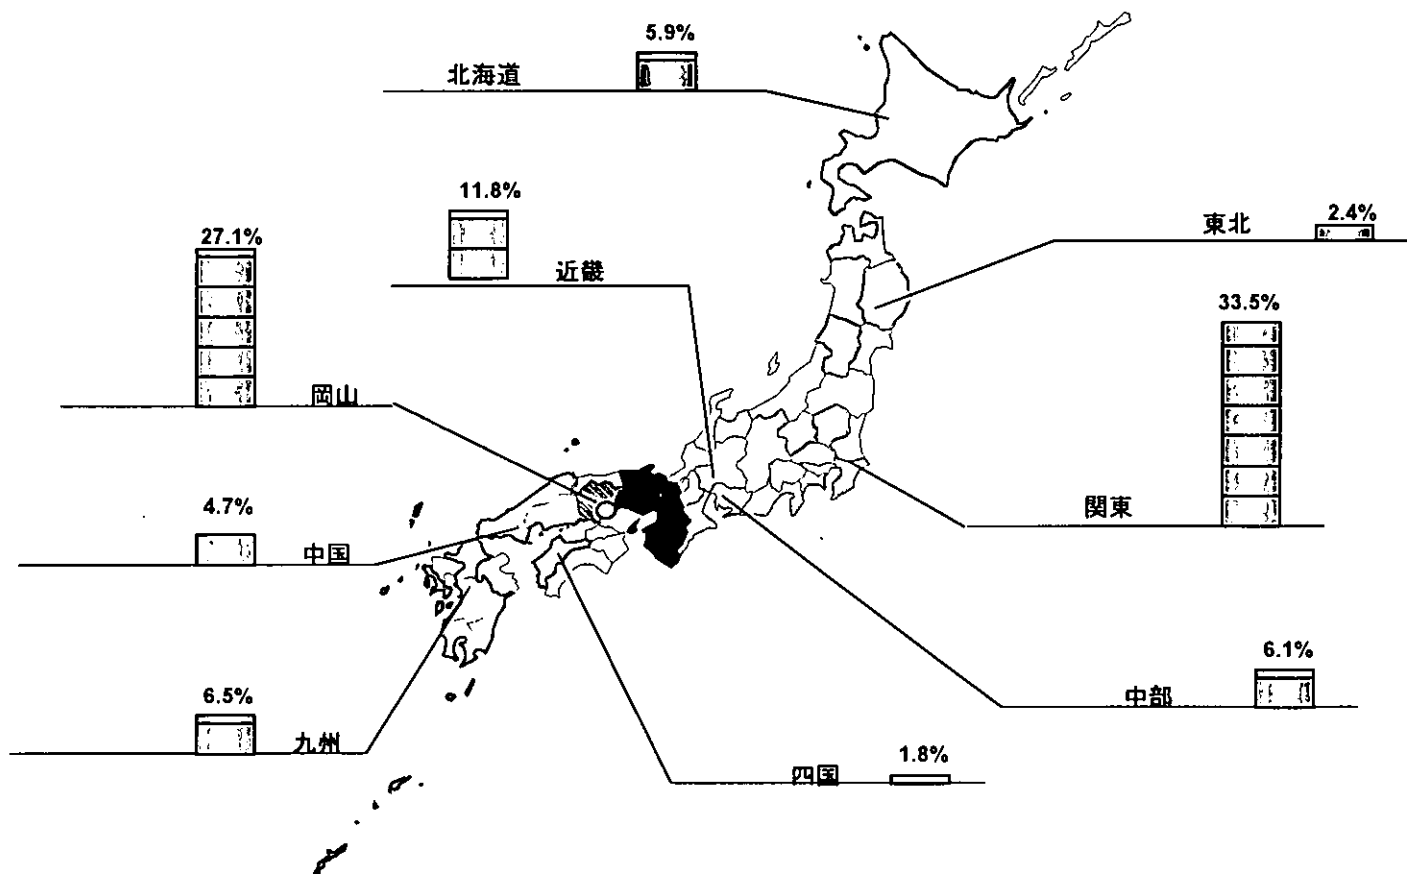 5.9%
北海道
11.8%
近畿
2.4%
東北
27.1%
岡山
33.5%
関東
4.7%
中国
6.1%
中部
6.5%
九州
1.8%
四国